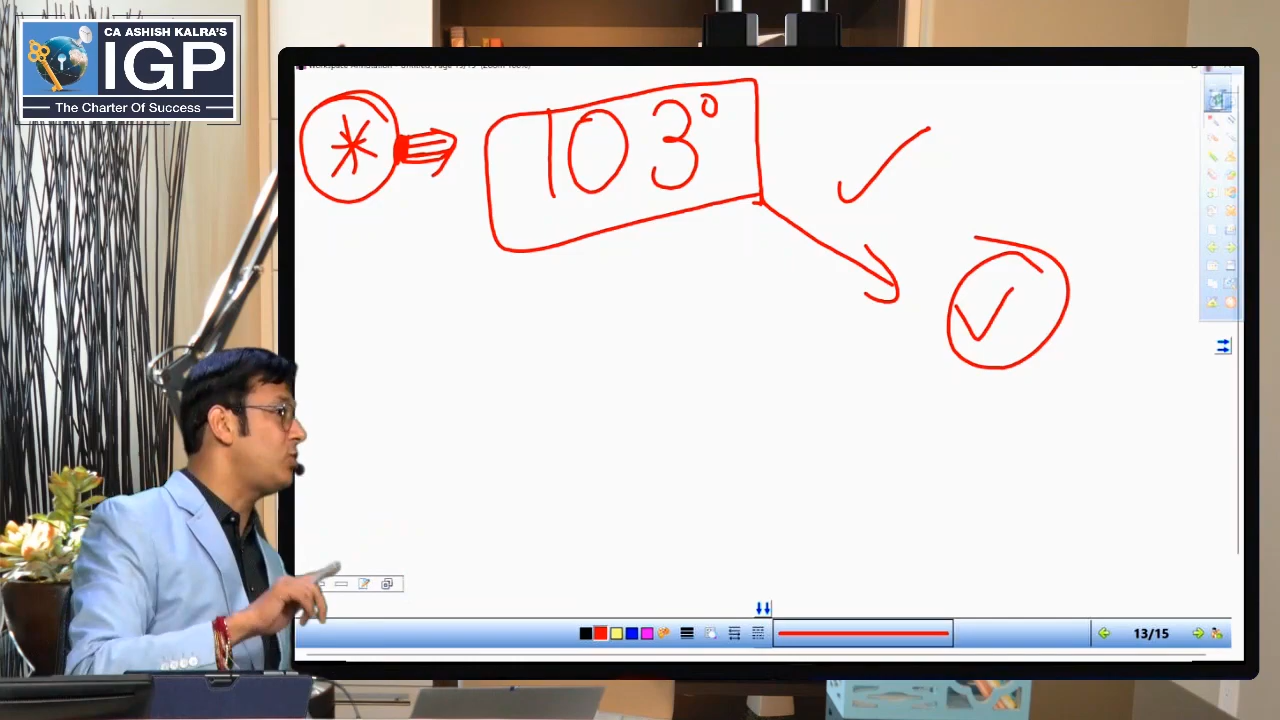 CA ASHISH KALRA'S
IGP
The Charter Of Success
* ⇒ 103° ✓
✓
13/15